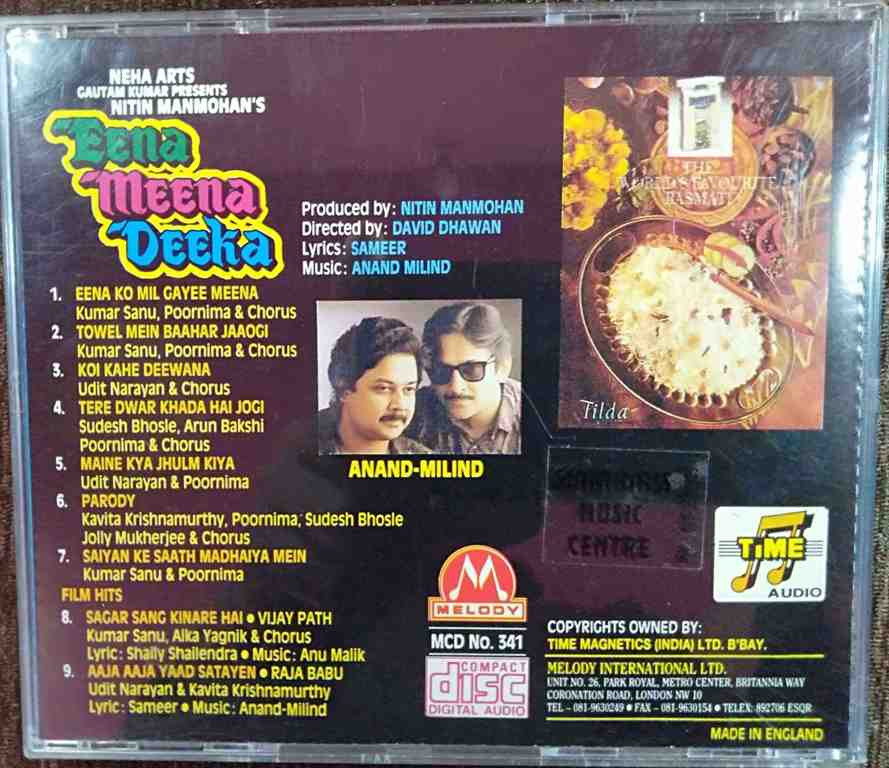 NEHA ARTS
GAUTAM KUMAR PRESENTS
NITIN MANMOHAN'S
Eena
Meena
Deeka
Produced by: NITIN MANMOHAN
Directed by: DAVID DHAWAN
Lyrics: SAMEER
Music: ANAND MILIND
1. EENA KO MIL GAYEE MEENA
Kumar Sanu, Poornima & Chorus
2. TOWEL MEIN BAAHAR JAAOGI
Kumar Sanu, Poornima & Chorus
3. KOI KAHE DEEWANA
Udit Narayan & Chorus
4. TERE DWAR KHADA HAI JOGI
Sudesh Bhosle, Arun Bakshi
Poornima & Chorus
5. MAINE KYA JHULM KIYA
Udit Narayan & Poornima
6. PARODY
Kavita Krishnamurthy, Poornima, Sudesh Bhosle
Jolly Mukherjee & Chorus
7. SAIYAN KE SAATH MADHAIYA MEIN
Kumar Sanu & Poornima
FILM HITS
8. SAGAR SANG KINARE HAI • VIJAY PATH
Kumar Sanu, Alka Yagnik & Chorus
Lyric: Shaily Shailendra • Music: Anu Malik
9. AAJA AAJA YAAD SATAYEN • RAJA BABU
Udit Narayan & Kavita Krishnamurthy
Lyric: Sameer • Music: Anand-Milind
ANAND-MILIND
THE
WORLD'S FAVOURITE
BASMATI
Tilda
MUSIC
CENTRE
TIME
AUDIO
MELODY
MCD No. 341
COMPACT
disc
DIGITAL AUDIO
COPYRIGHTS OWNED BY:
TIME MAGNETICS (INDIA) LTD. B'BAY.
MELODY INTERNATIONAL LTD.
UNIT NO. 26, PARK ROYAL, METRO CENTER, BRITANNIA WAY
CORONATION ROAD, LONDON NW 10
TEL – 081-9630249 • FAX – 081-9630154 • TELEX: 892706 ESQR
MADE IN ENGLAND